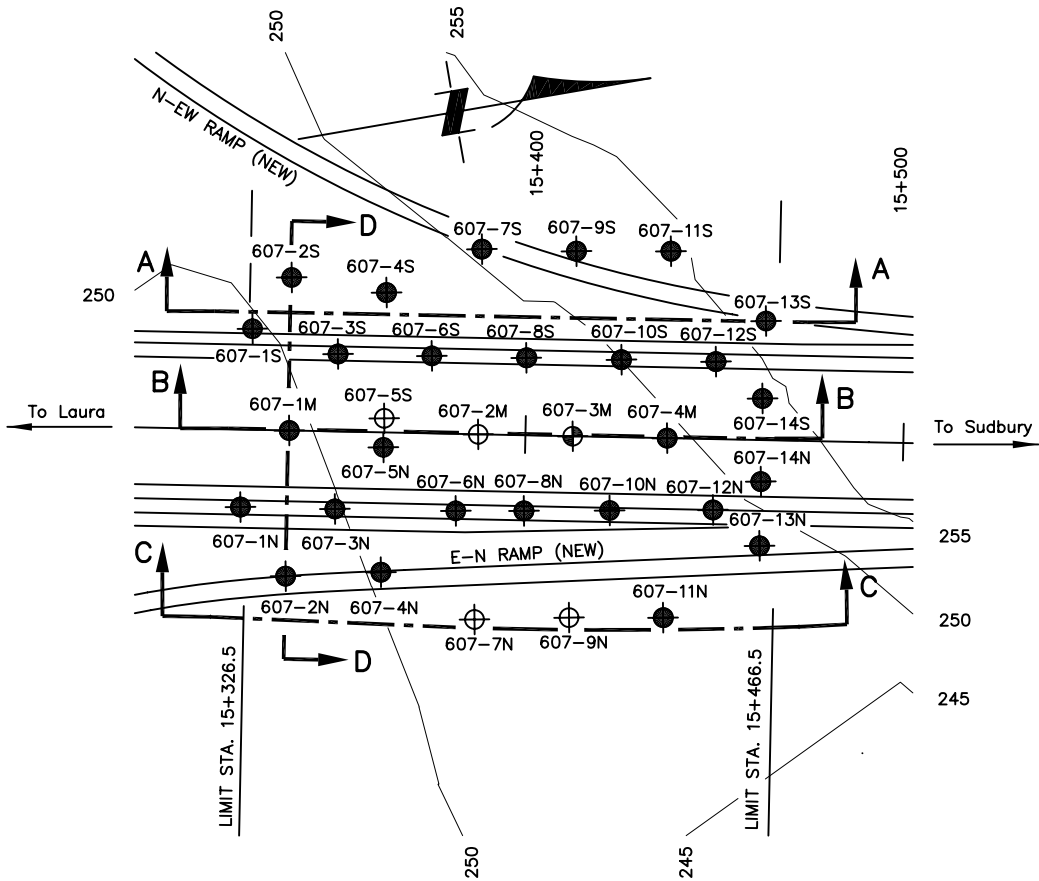 250
255
N-EW RAMP (NEW)
15+400
15+500
D
607-7S
607-9S
607-11S
607-2S
607-4S
A
A
250
607-13S
607-3S
607-6S
607-8S
607-10S
607-12S
607-1S
B
B
607-1M
607-5S
607-2M
607-3M
607-4M
607-14S
To Laura
To Sudbury
607-5N
607-14N
607-6N
607-8N
607-10N
607-12N
607-1N
607-3N
607-13N
255
C
E-N RAMP (NEW)
C
607-2N
607-4N
607-11N
250
607-7N
607-9N
D
245
LIMIT STA. 15+326.5
LIMIT STA. 15+466.5
250
245